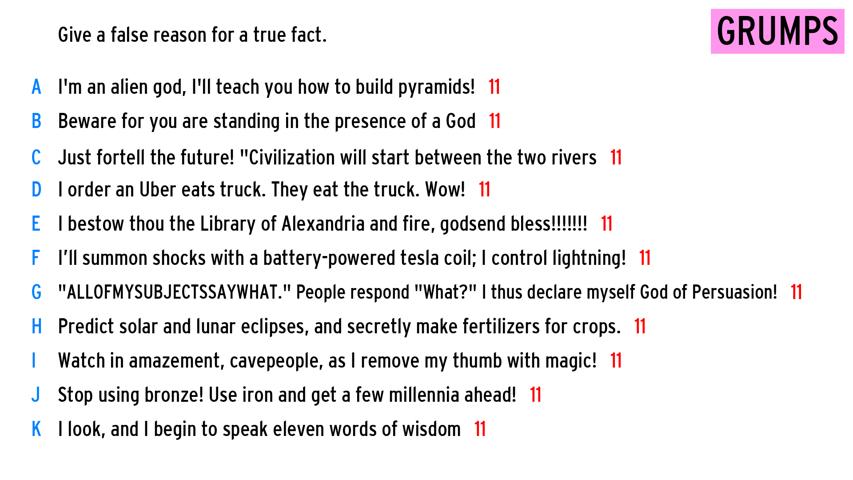 Give a false reason for a true fact.
GRUMPS
A I'm an alien god, I'll teach you how to build pyramids! 11
B Beware for you are standing in the presence of a God 11
C Just fortell the future! "Civilization will start between the two rivers 11
D I order an Uber eats truck. They eat the truck. Wow! 11
E I bestow thou the Library of Alexandria and fire, godsend bless!!!!!!! 11
F I’ll summon shocks with a battery-powered tesla coil; I control lightning! 11
G "ALLOFMYSUBJECTSSAYWHAT." People respond "What?" I thus declare myself God of Persuasion! 11
H Predict solar and lunar eclipses, and secretly make fertilizers for crops. 11
I Watch in amazement, cavepeople, as I remove my thumb with magic! 11
J Stop using bronze! Use iron and get a few millennia ahead! 11
K I look, and I begin to speak eleven words of wisdom 11